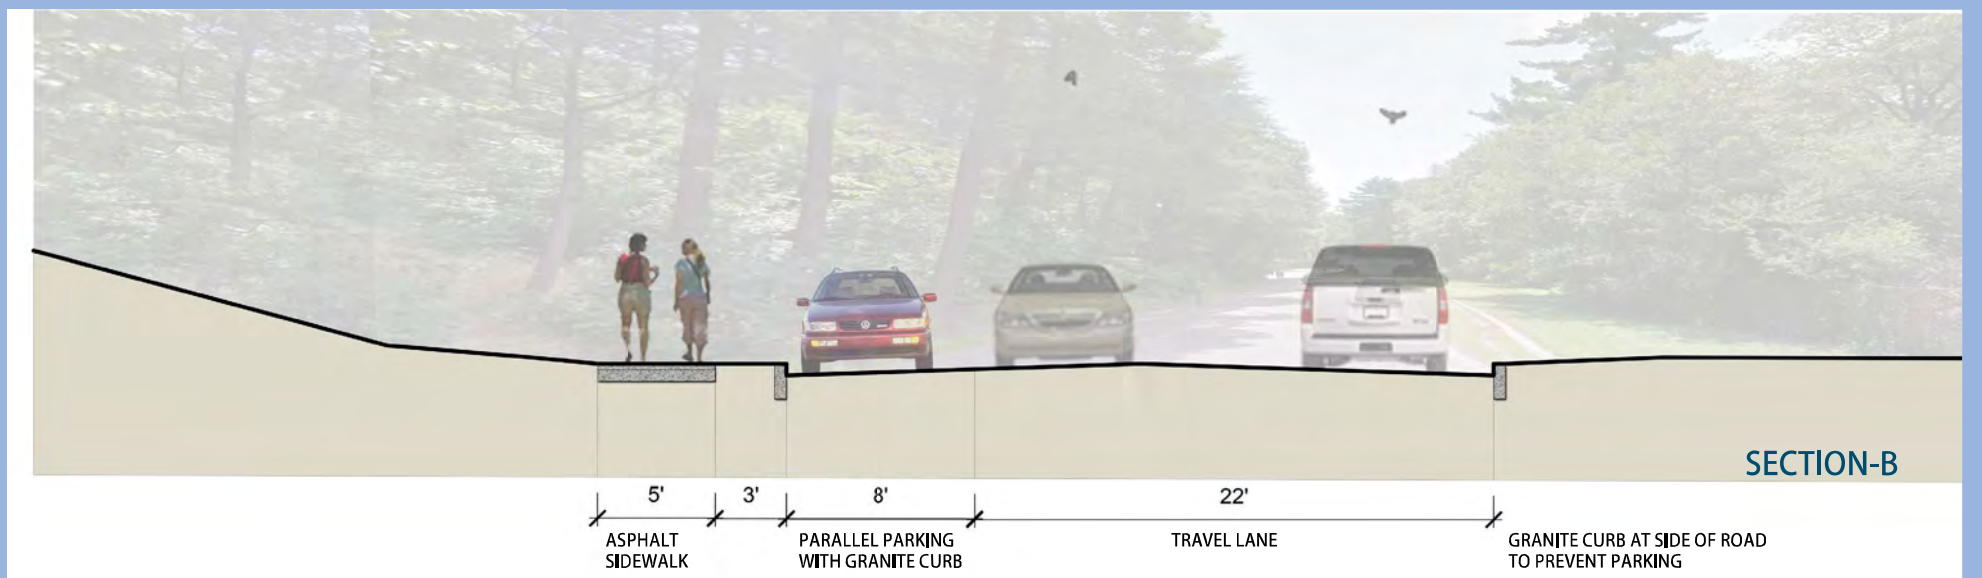 SECTION-B
5'
3'
8'
22'
ASPHALT
SIDEWALK
PARALLEL PARKING
WITH GRANITE CURB
TRAVEL LANE
GRANITE CURB AT SIDE OF ROAD
TO PREVENT PARKING